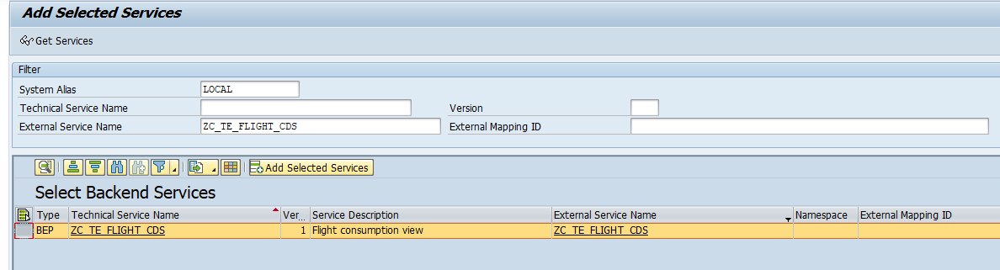 Add Selected Services
Get Services
Filter
System Alias LOCAL
Technical Service Name Version
External Service Name ZC_TE_FLIGHT_CDS External Mapping ID
Add Selected Services
Select Backend Services
Type Technical Service Name Ver... Service Description External Service Name Namespace External Mapping ID
BEP ZC_TE_FLIGHT_CDS 1 Flight consumption view ZC_TE_FLIGHT_CDS